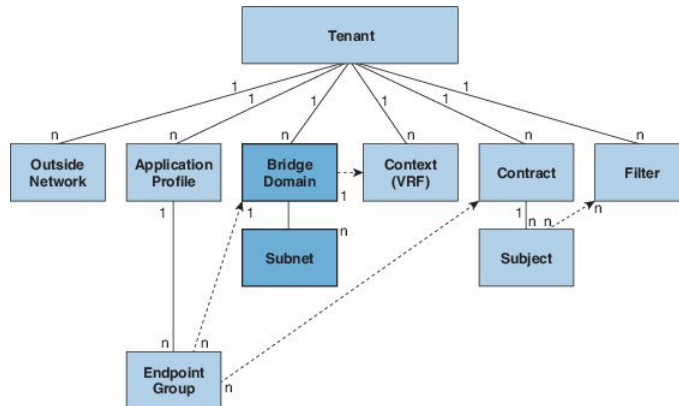 Tenant
1
1
1
1
1
1
n
n
n
n
n
n
Outside
Network
Application
Profile
Bridge
Domain
Context
(VRF)
Contract
Filter
1
1
1
1
n
n
n
n
Subnet
Subject
n
n
n
Endpoint
Group